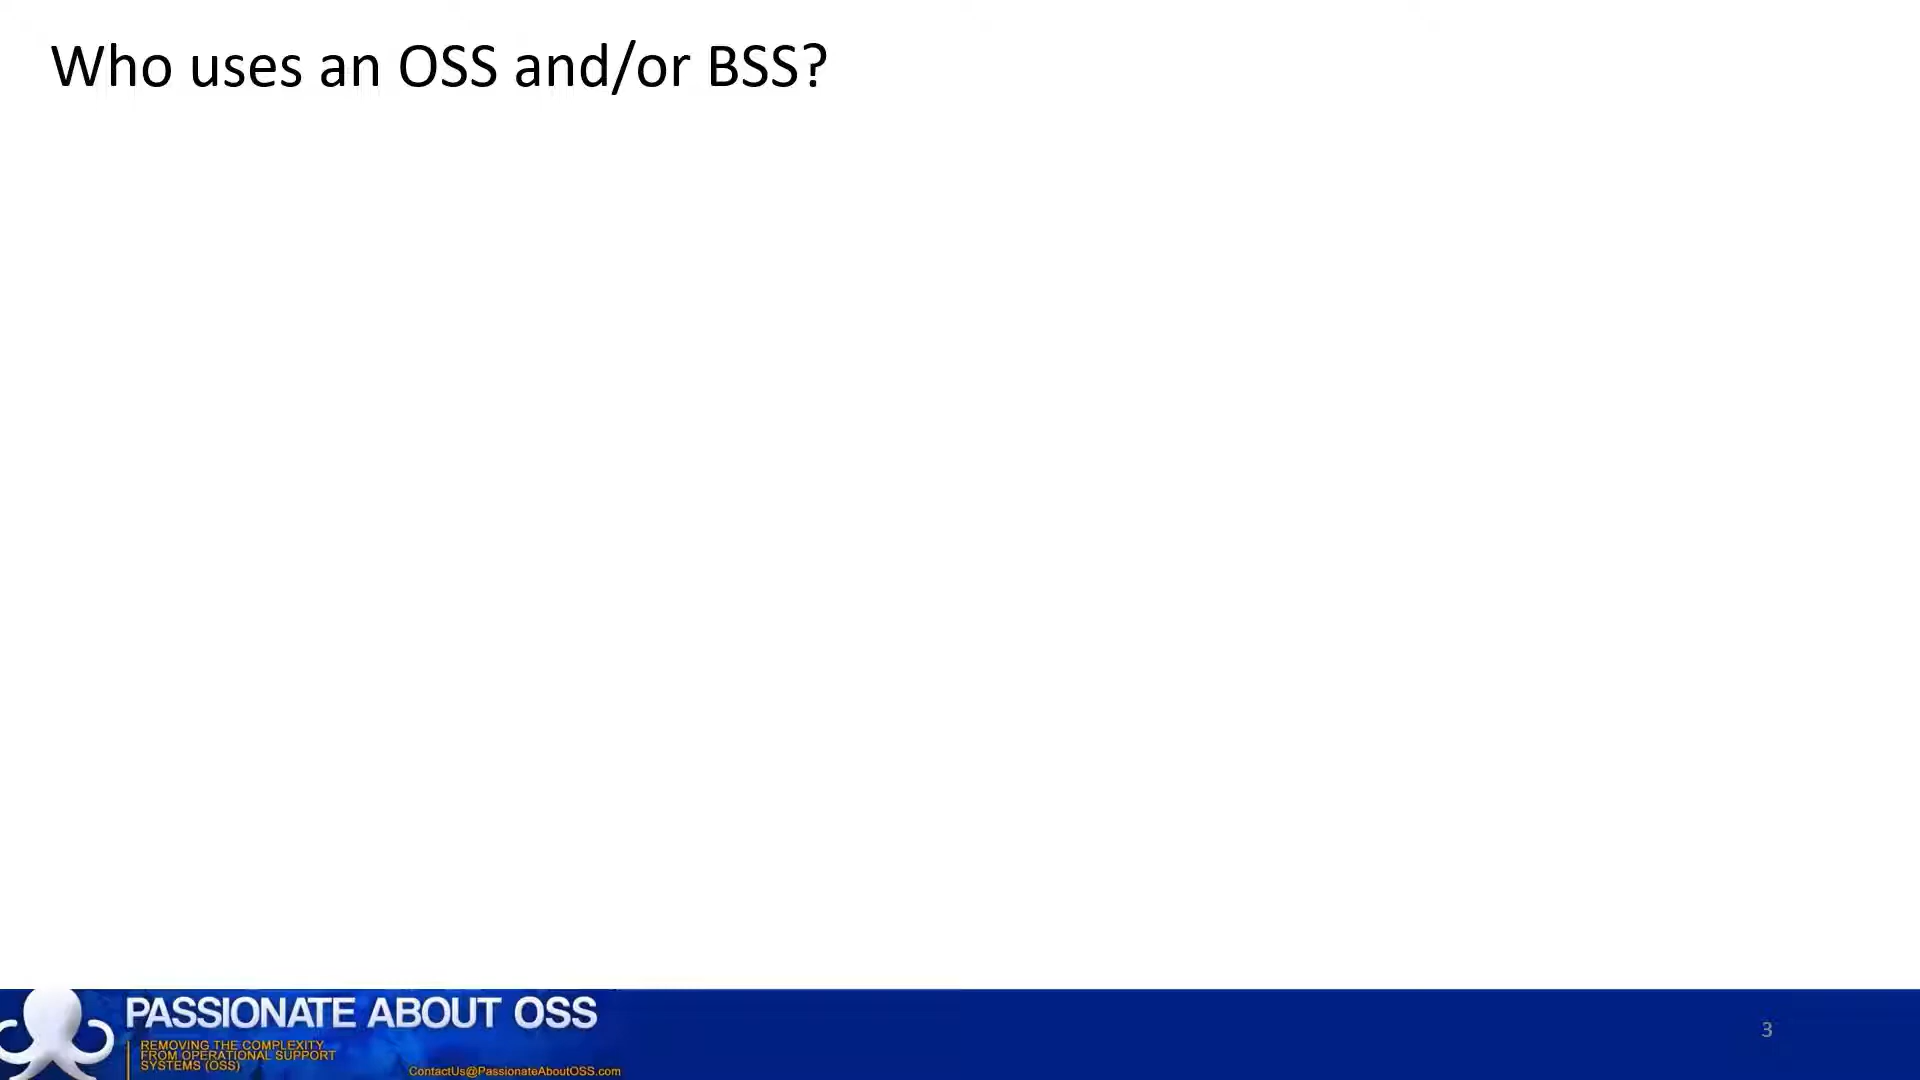 Who uses an OSS and/or BSS?
PASSIONATE ABOUT OSS
REMOVING THE COMPLEXITY
FROM OPERATIONAL SUPPORT
SYSTEMS (OSS)
ContactUs@PassionateAboutOSS.com
3